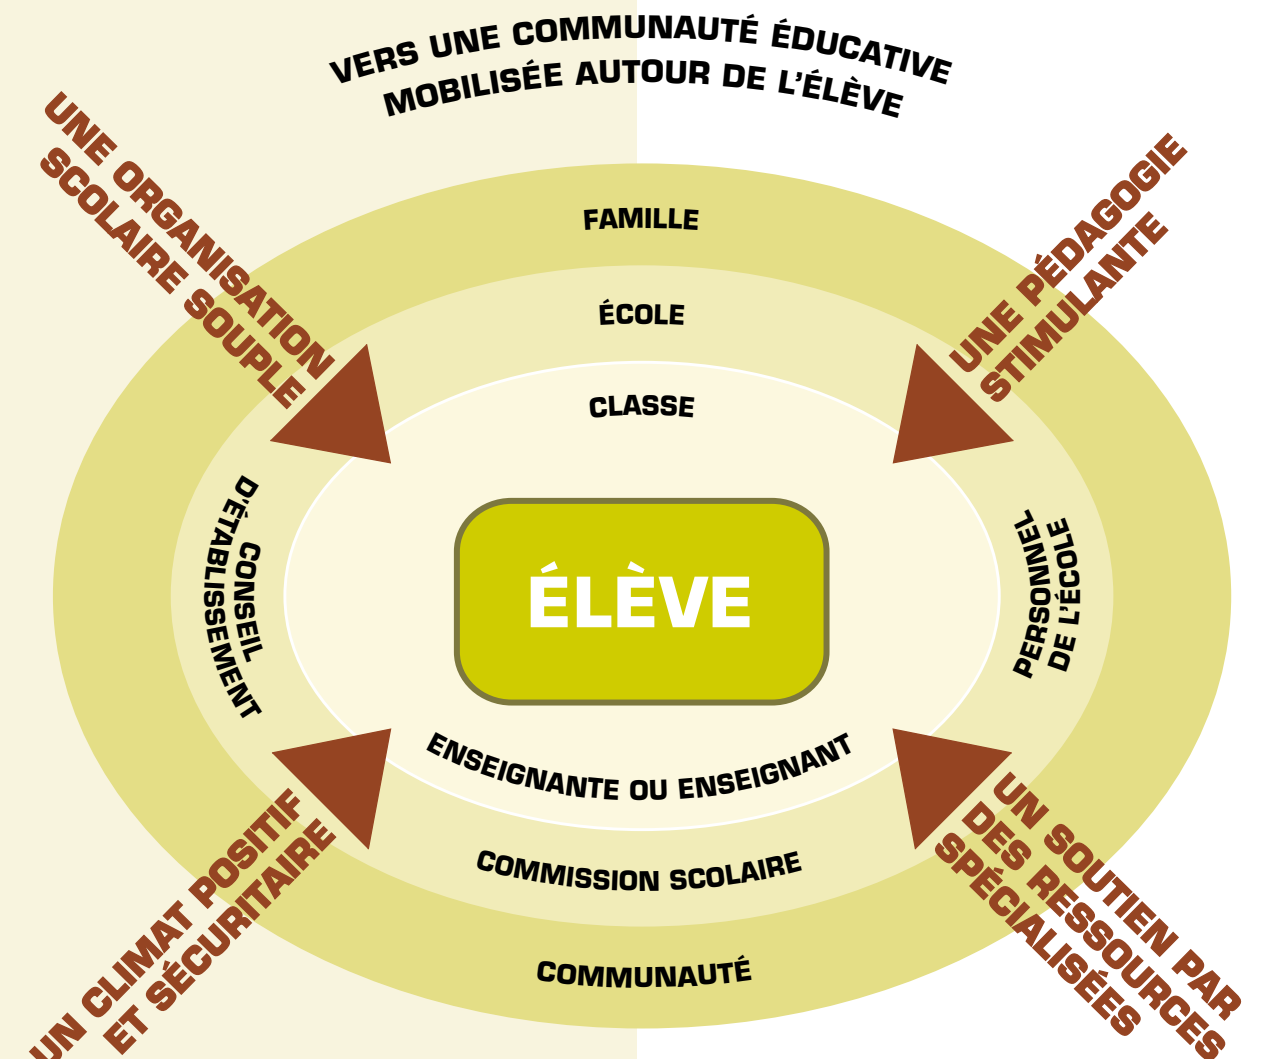 VERS UNE COMMUNAUTÉ ÉDUCATIVE
MOBILISÉE AUTOUR DE L'ÉLÈVE
UNE ORGANISATION
SCOLAIRE SOUPLE
UNE PÉDAGOGIE
STIMULANTE
FAMILLE
ÉCOLE
CLASSE
CONSEIL
D'ÉTABLISSEMENT
ÉLÈVE
PERSONNEL
DE L'ÉCOLE
ENSEIGNANTE OU ENSEIGNANT
COMMISSION SCOLAIRE
COMMUNAUTÉ
UN CLIMAT POSITIF
ET SÉCURITAIRE
UN SOUTIEN PAR
DES RESSOURCES
SPÉCIALISÉES